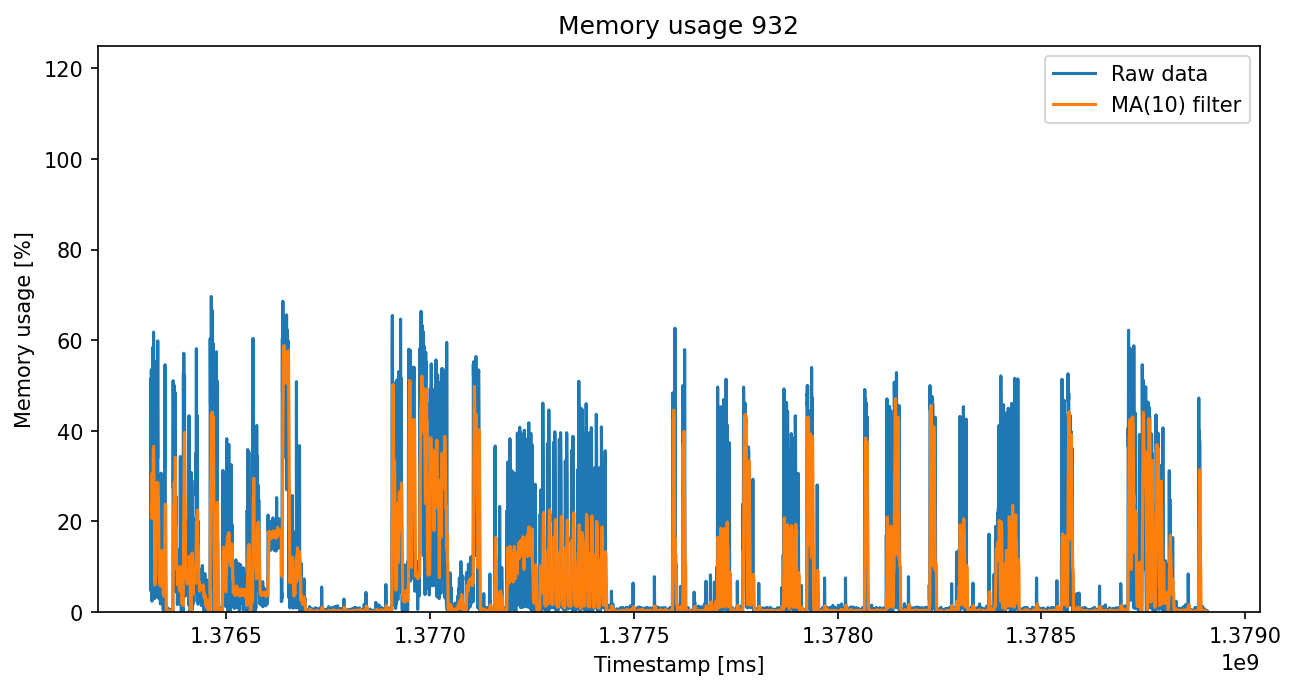 Memory usage 932
Raw data
MA(10) filter
Memory usage [%]
120
100
80
60
40
20
0
1.3765
1.3770
1.3775
1.3780
1.3785
1.3790
1e9
Timestamp [ms]